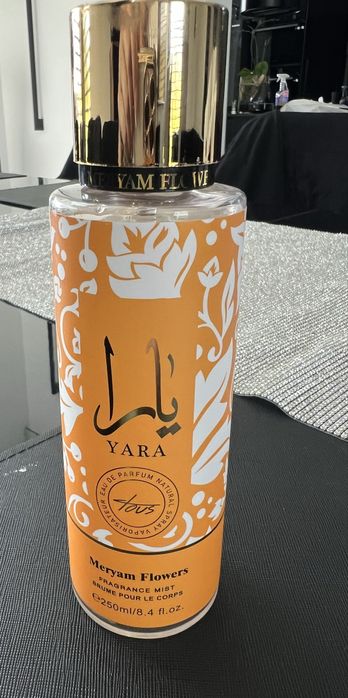 MERYAM FLOWE
يارا
YARA
VAPORISATEUR EAU DE PARFUM NATURAL SPRAY
Tous
Meryam Flowers
FRAGRANCE MIST
BRUME POUR LE CORPS
℮250ml/8.4 fl.oz.